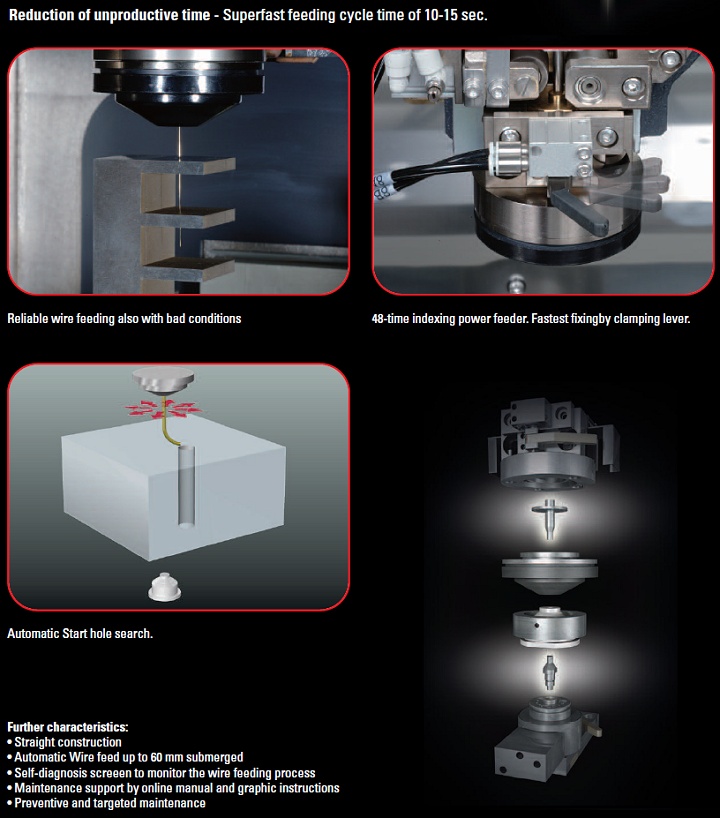 Reduction of unproductive time - Superfast feeding cycle time of 10-15 sec.
Reliable wire feeding also with bad conditions
48-time indexing power feeder. Fastest fixingby clamping lever.
Automatic Start hole search.
Further characteristics:
• Straight construction
• Automatic Wire feed up to 60 mm submerged
• Self-diagnosis screeen to monitor the wire feeding process
• Maintenance support by online manual and graphic instructions
• Preventive and targeted maintenance